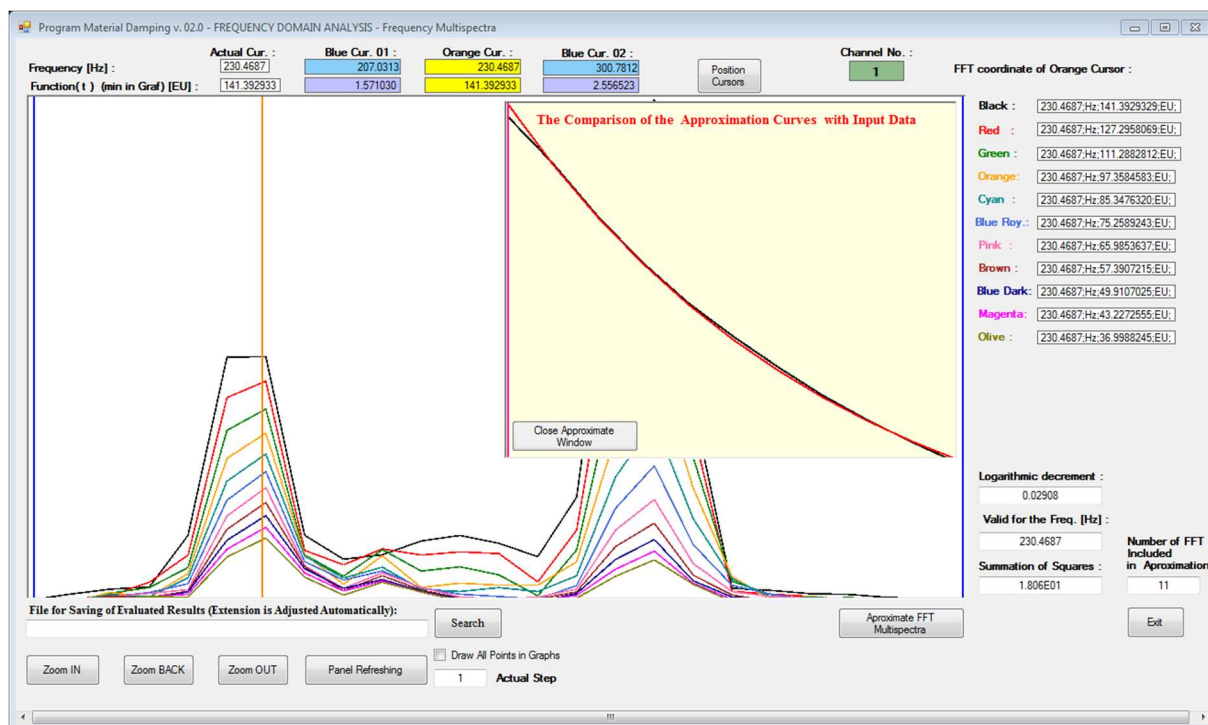 Program Material Damping v. 02.0 - FREQUENCY DOMAIN ANALYSIS - Frequency Multispectra
Actual Cur. : Blue Cur. 01 : Orange Cur. : Blue Cur. 02 : Channel No. :
Frequency [Hz] : 230.4687 207.0313 230.4687 300.7812 Position Cursors 1 FFT coordinate of Orange Cursor :
Function( t ) (min in Graf) [EU] : 141.392933 1.571030 141.392933 2.556523
The Comparison of the Approximation Curves with Input Data
Close Approximate
Window
Black : 230.4687;Hz;141.3929329;EU;
Red : 230.4687;Hz;127.2958069;EU;
Green : 230.4687;Hz;111.2882812;EU;
Orange: 230.4687;Hz;97.3584583;EU;
Cyan : 230.4687;Hz;85.3476320;EU;
Blue Roy.: 230.4687;Hz;75.2589243;EU;
Pink : 230.4687;Hz;65.9853637;EU;
Brown : 230.4687;Hz;57.3907215;EU;
Blue Dark: 230.4687;Hz;49.9107025;EU;
Magenta: 230.4687;Hz;43.2272555;EU;
Olive : 230.4687;Hz;36.9988245;EU;
Logarithmic decrement :
0.02908
Valid for the Freq. [Hz] :
230.4687
Summation of Squares :
1.806E01
Number of FFT
Included
in Aproximation
11
File for Saving of Evaluated Results (Extension is Adjusted Automatically):
Search
Aproximate FFT
Multispectra
Exit
Zoom IN Zoom BACK Zoom OUT Panel Refreshing
Draw All Points in Graphs
1 Actual Step